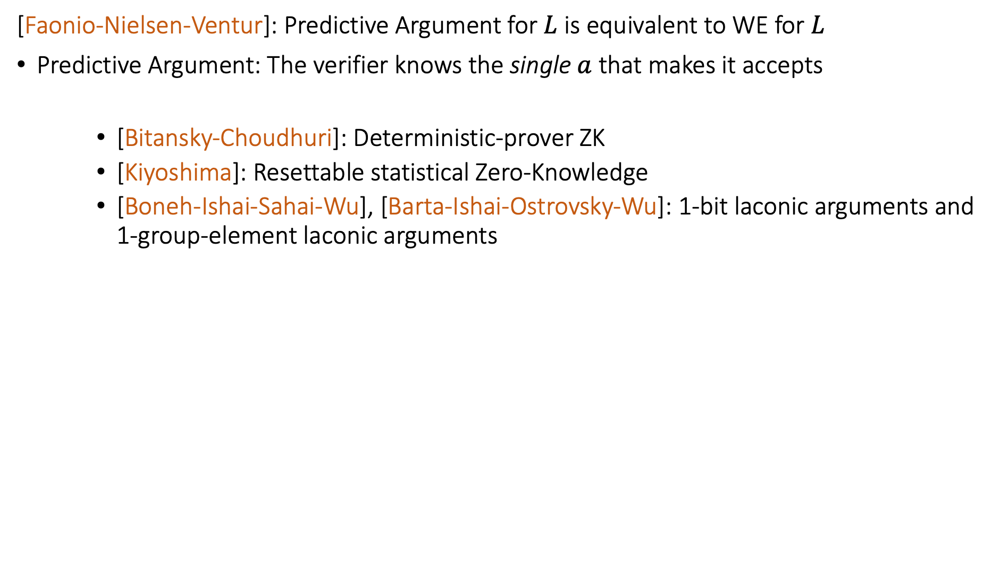 [Faonio-Nielsen-Ventur]: Predictive Argument for L is equivalent to WE for L
• Predictive Argument: The verifier knows the single a that makes it accepts
• [Bitansky-Choudhuri]: Deterministic-prover ZK
• [Kiyoshima]: Resettable statistical Zero-Knowledge
• [Boneh-Ishai-Sahai-Wu], [Barta-Ishai-Ostrovsky-Wu]: 1-bit laconic arguments and
1-group-element laconic arguments